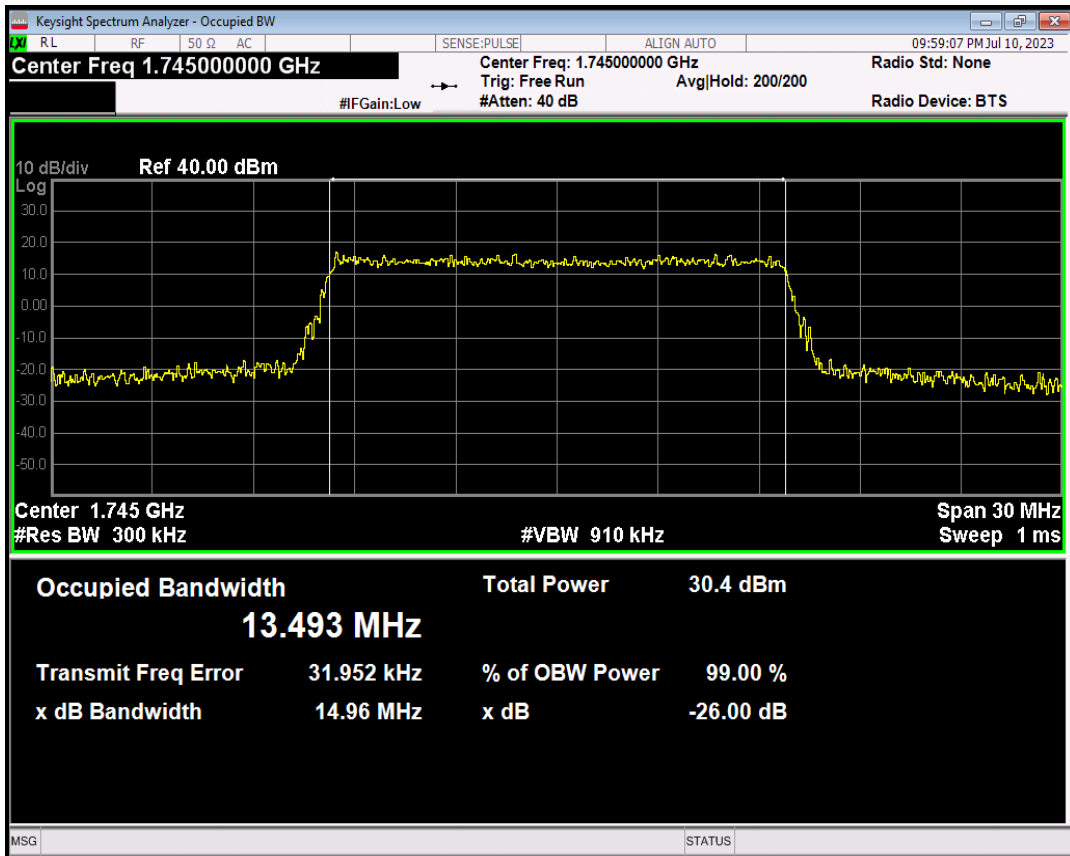 Keysight Spectrum Analyzer - Occupied BW
LXI RL RF 50 Ω AC SENSE:PULSE ALIGN AUTO 09:59:07 PM Jul 10, 2023
Center Freq 1.745000000 GHz Center Freq: 1.745000000 GHz Radio Std: None
Trig: Free Run Avg|Hold: 200/200
#IFGain:Low #Atten: 40 dB Radio Device: BTS
10 dB/div Ref 40.00 dBm
Log
30.0
20.0
10.0
0.00
-10.0
-20.0
-30.0
-40.0
-50.0
Center 1.745 GHz Span 30 MHz
#Res BW 300 kHz #VBW 910 kHz Sweep 1 ms
Occupied Bandwidth Total Power 30.4 dBm
13.493 MHz
Transmit Freq Error 31.952 kHz % of OBW Power 99.00 %
x dB Bandwidth 14.96 MHz x dB -26.00 dB
MSG STATUS